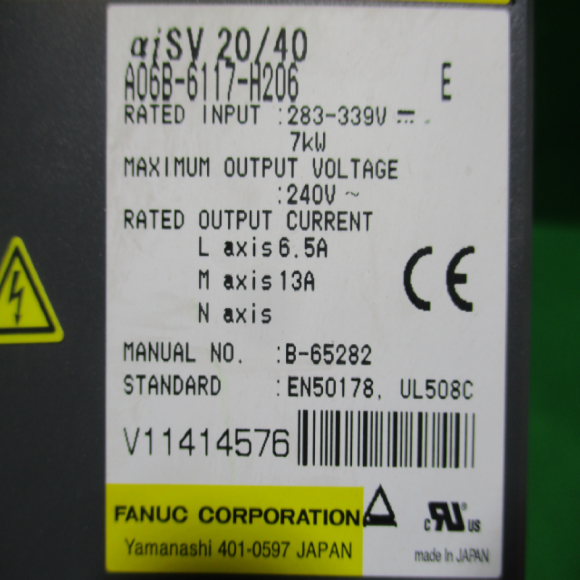 αiSV 20/40
A06B-6117-H206 E
RATED INPUT :283-339V ⎓
7kW
MAXIMUM OUTPUT VOLTAGE
:240V ~
RATED OUTPUT CURRENT
L axis 6.5A
M axis 13A
N axis
MANUAL NO. :B-65282
STANDARD :EN50178, UL508C
CE
V11414576
FANUC CORPORATION
Yamanashi 401-0597 JAPAN
c RU US
made in JAPAN